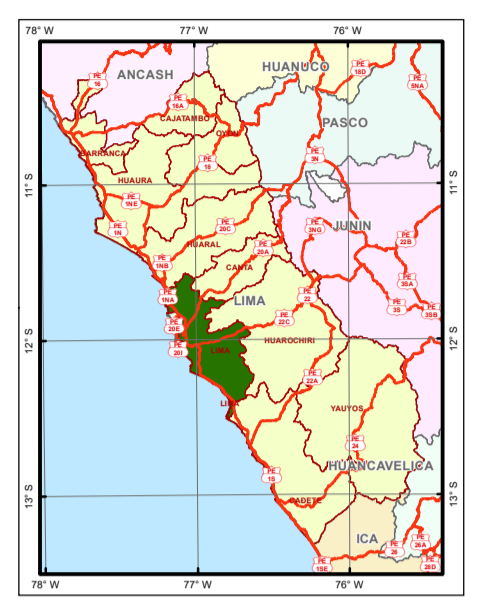 78° W
77° W
76° W
HUANUCO
ANCASH
PE
18D
PE
16
PE
5NA
PE
16A
CAJATAMBO
PASCO
OYON
BARRANCA
PE
3N
PE
18
HUAURA
11° S
11° S
PE
1NE
PE
20C
PE
3NG
JUNIN
PE
1N
PE
22B
HUARAL
PE
20A
PE
1NB
CANTA
PE
3SA
PE
1NA
LIMA
PE
22
PE
3S
PE
3SB
PE
20E
PE
22C
12° S
12° S
PE
20I
LIMA
HUAROCHIRI
PE
22A
LIMA
YAUYOS
PE
24
HUANCAVELICA
PE
1S
13° S
13° S
CAÐETE
ICA
PE
26
PE
26A
PE
1SE
PE
28D
78° W
77° W
76° W